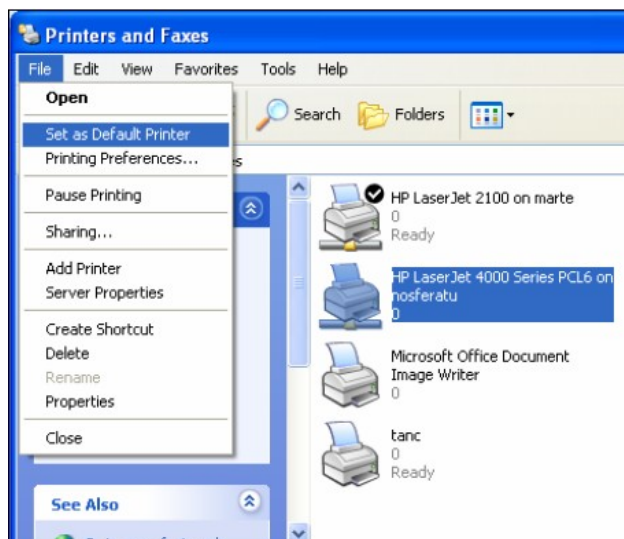 Printers and Faxes
File Edit View Favorites Tools Help
Search Folders
Open
Set as Default Printer
Printing Preferences...
Pause Printing
Sharing...
Add Printer
Server Properties
Create Shortcut
Delete
Rename
Properties
Close
See Also
HP LaserJet 2100 on marte
0
Ready
HP LaserJet 4000 Series PCL6 on
nosferatu
0
Microsoft Office Document
Image Writer
0
tanc
0
Ready